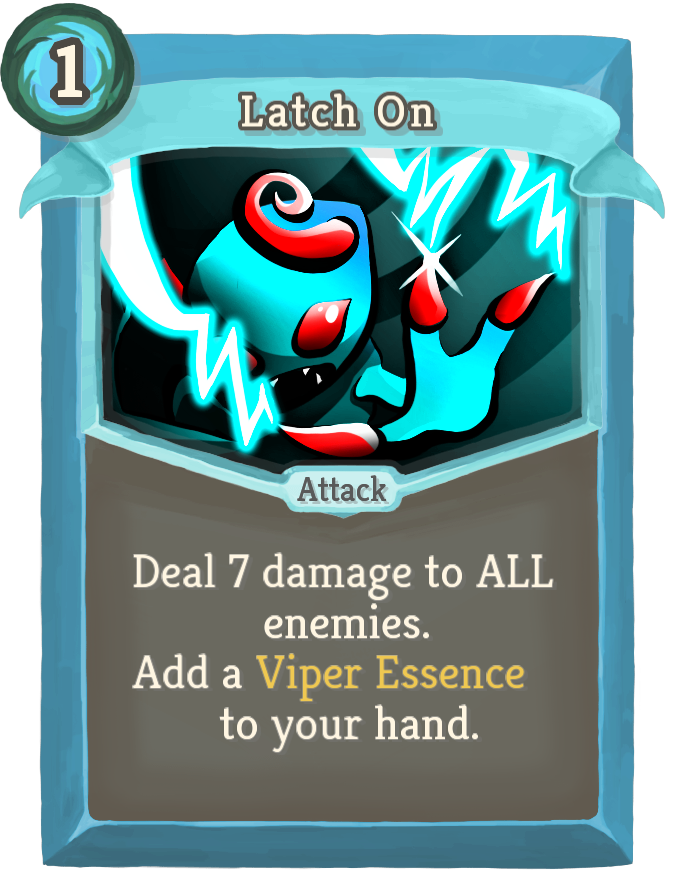 1
Latch On
Attack
Deal 7 damage to ALL
enemies.
Add a Viper Essence
to your hand.